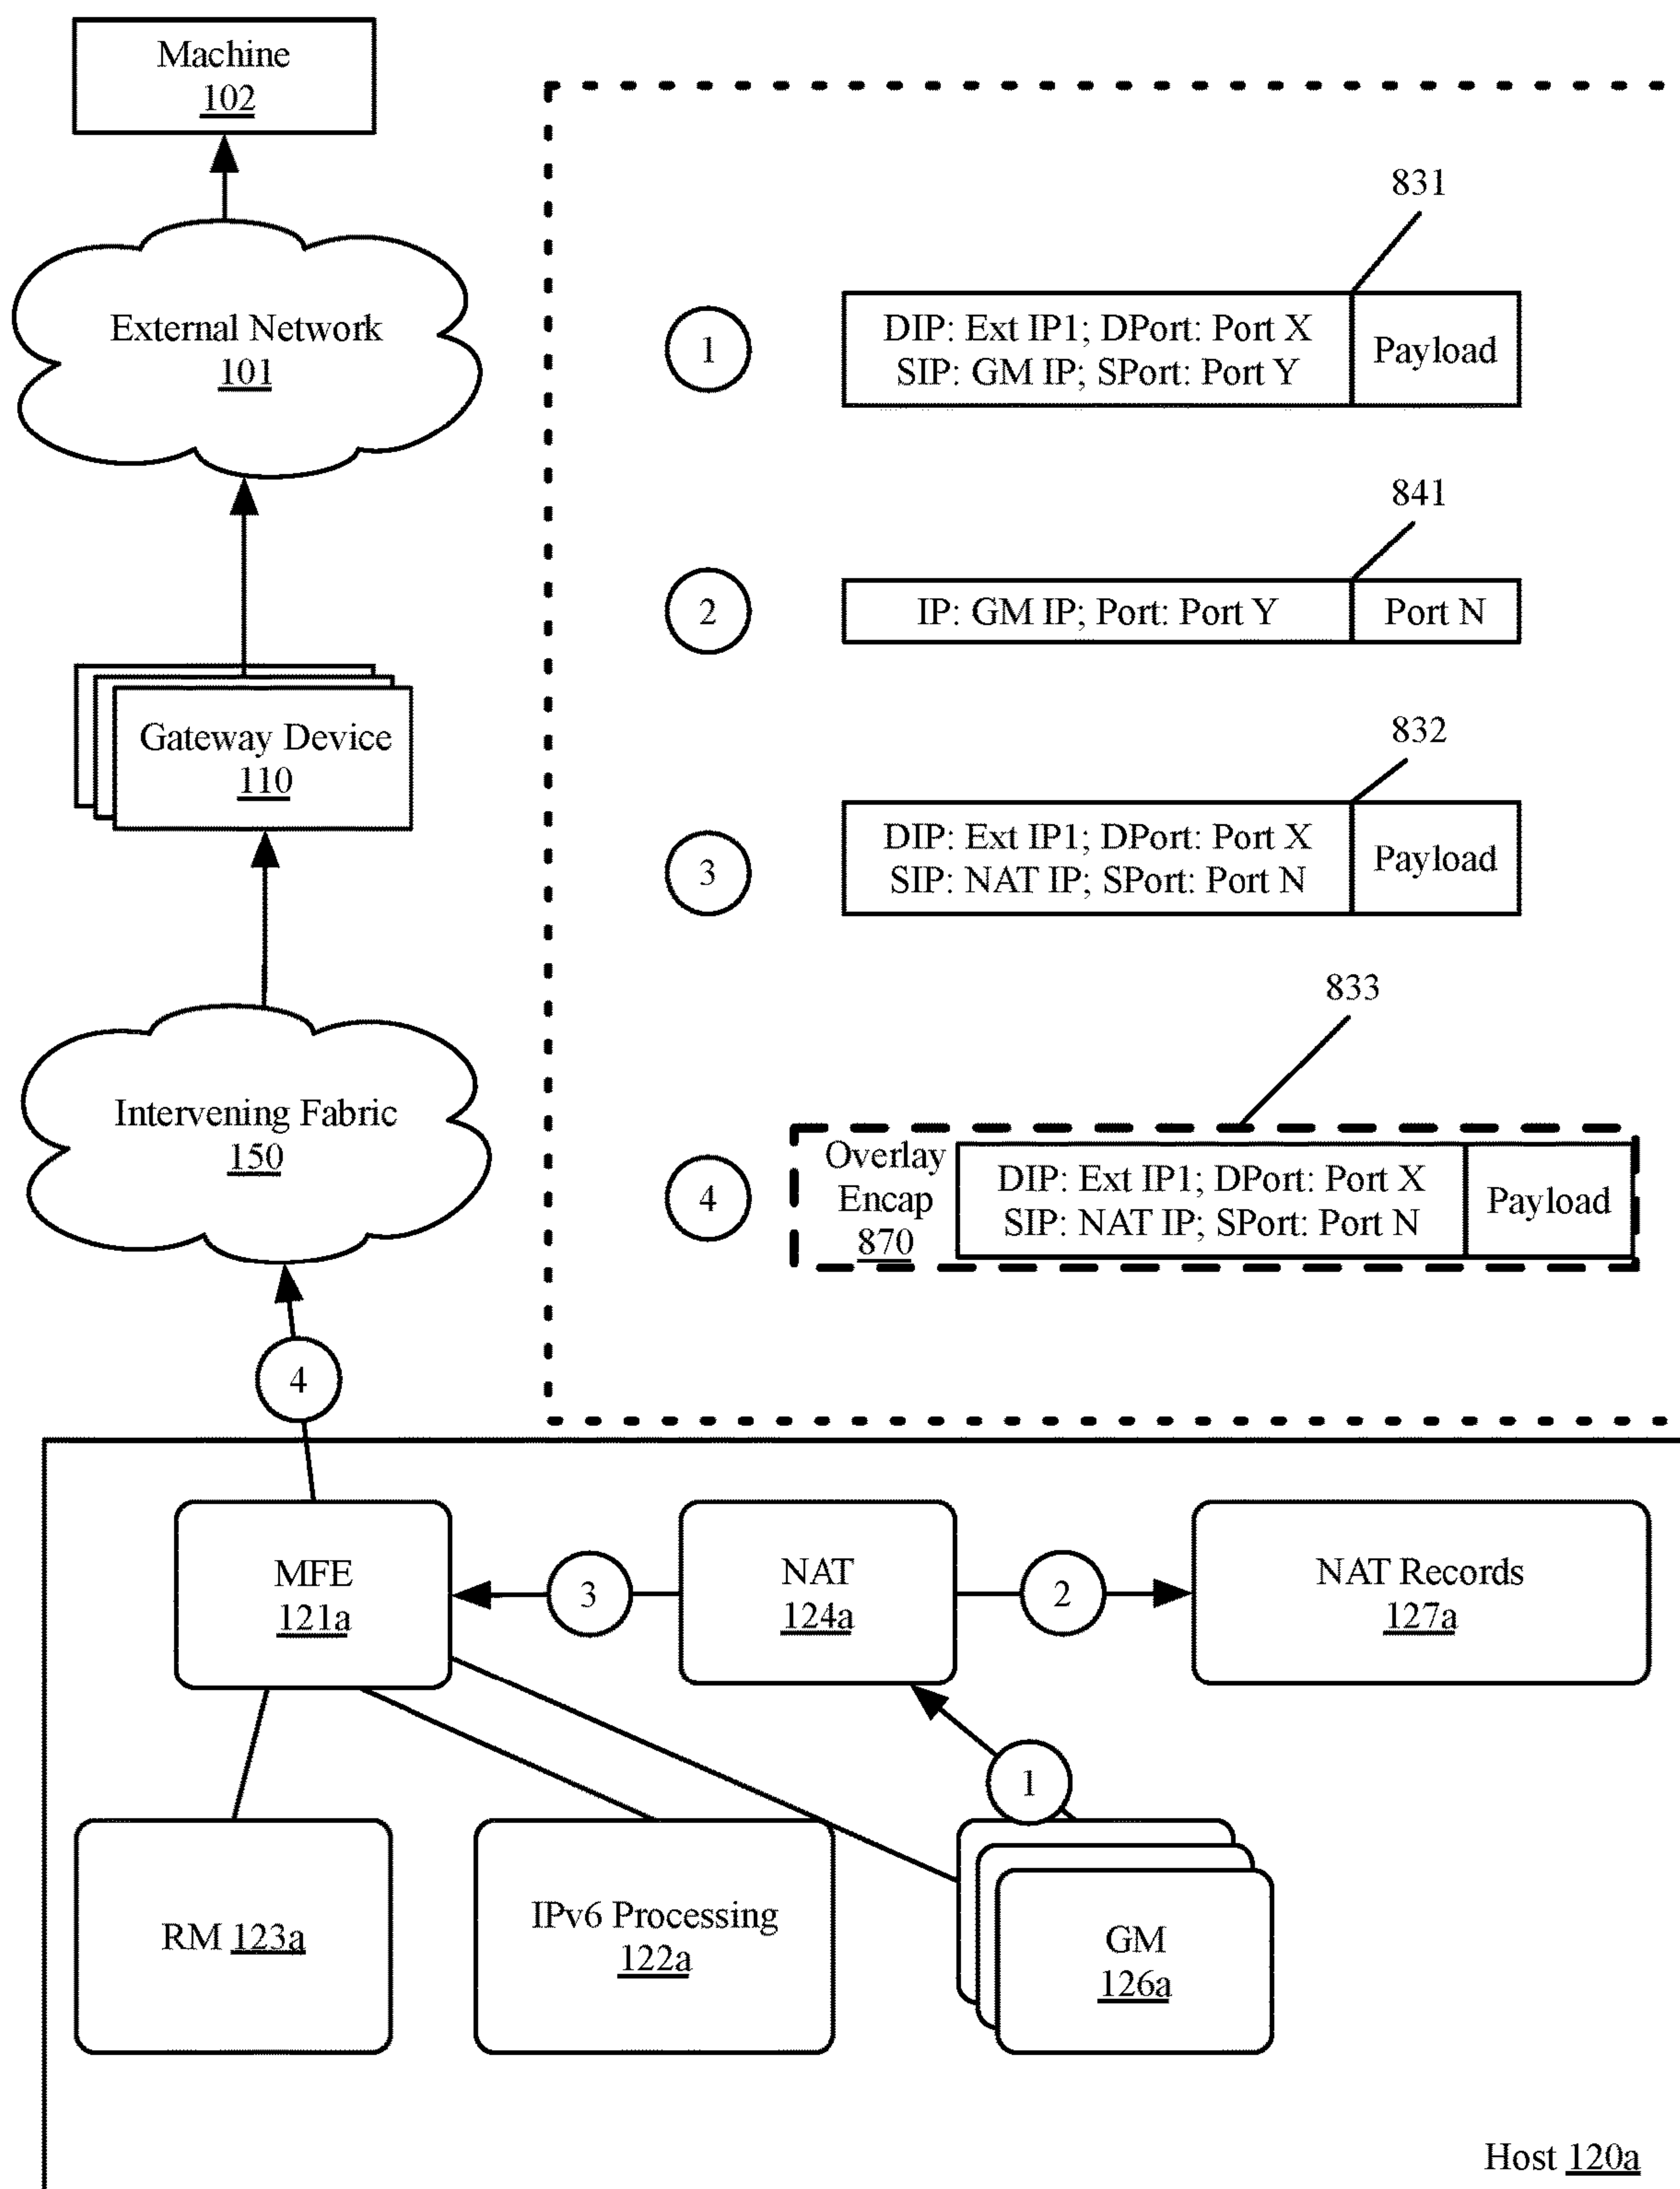 Machine
102
External Network
101
Gateway Device
110
Intervening Fabric
150
4
831
1
DIP: Ext IP1; DPort: Port X
SIP: GM IP; SPort: Port Y
Payload
841
2
IP: GM IP; Port: Port Y
Port N
832
3
DIP: Ext IP1; DPort: Port X
SIP: NAT IP; SPort: Port N
Payload
833
4
Overlay
Encap
870
DIP: Ext IP1; DPort: Port X
SIP: NAT IP; SPort: Port N
Payload
MFE
121a
3
NAT
124a
2
NAT Records
127a
1
RM 123a
IPv6 Processing
122a
GM
126a
Host 120a